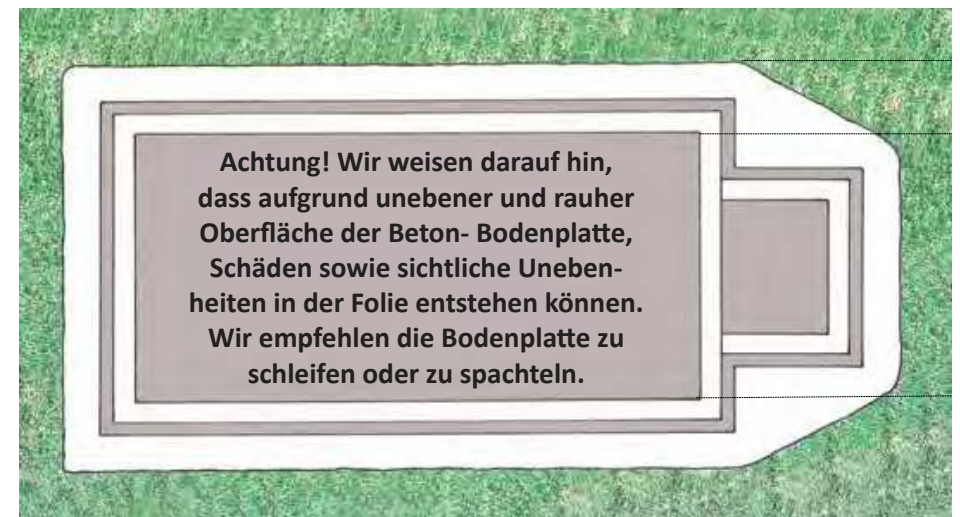 Achtung! Wir weisen darauf hin,
dass aufgrund unebener und rauher
Oberfläche der Beton- Bodenplatte,
Schäden sowie sichtliche Uneben-
heiten in der Folie entstehen können.
Wir empfehlen die Bodenplatte zu
schleifen oder zu spachteln.